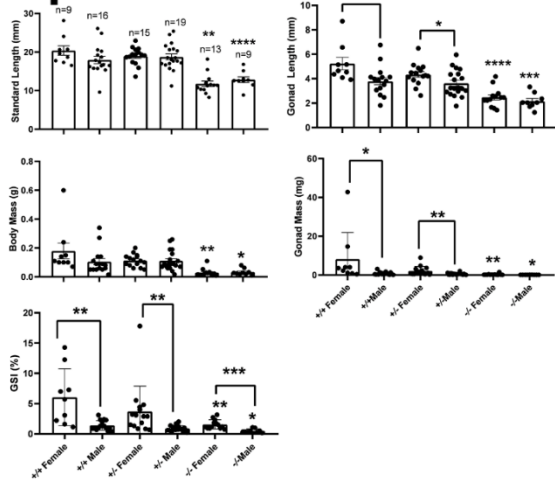 n=9
n=16
n=15
n=19
**
n=13
****
n=9
Standard Length (mm)
30
20
10
0
Gonad Length (mm)
10
8
6
4
2
0
*
****
***
Body Mass (g)
0.8
0.6
0.4
0.2
0.0
**
*
Gonad Mass (mg)
60
40
20
0
*
**
**
*
+/+ Female
+/+Male
+/- Female
+/-Male
-/- Female
-/-Male
GSI (%)
20
15
10
5
0
**
**
***
**
*
+/+ Female
+/+ Male
+/- Female
+/- Male
-/- Female
-/-Male